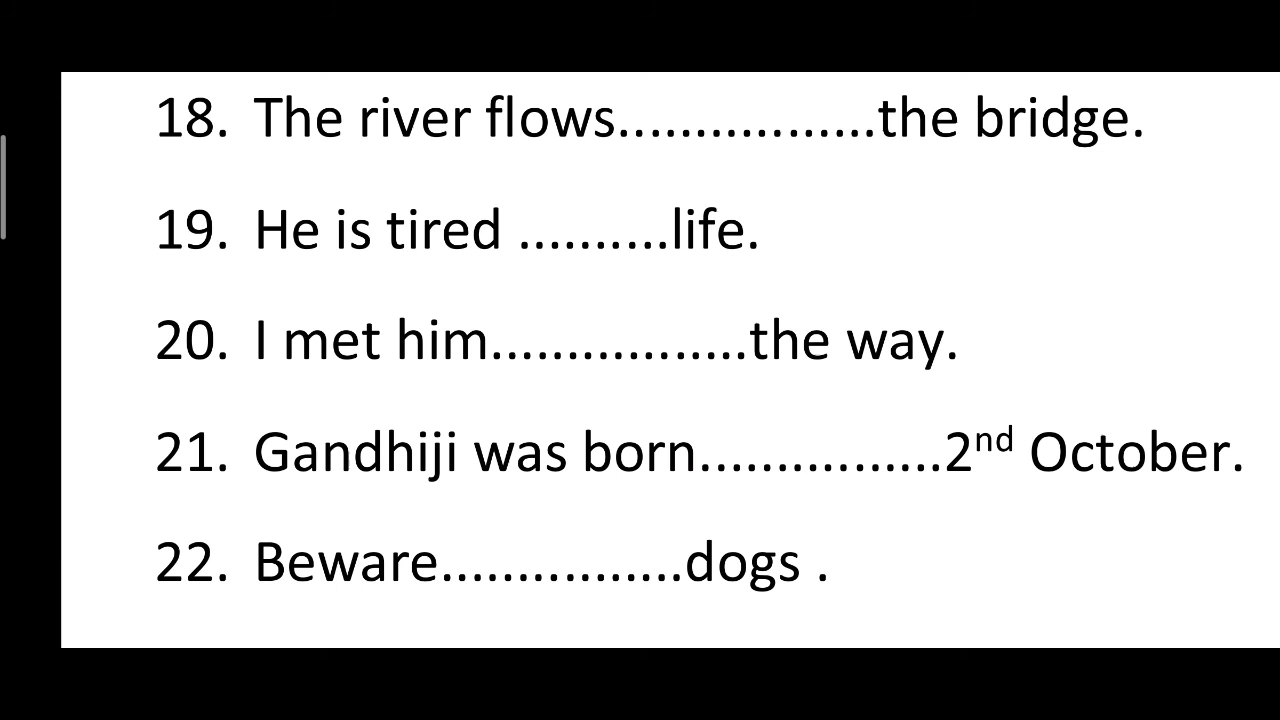 18. The river flows.................the bridge.
19. He is tired ..........life.
20. I met him.................the way.
21. Gandhiji was born................2nd October.
22. Beware................dogs .